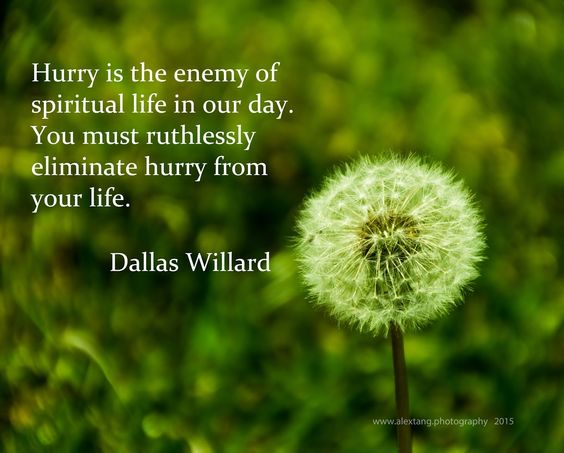 Hurry is the enemy of
spiritual life in our day.
You must ruthlessly
eliminate hurry from
your life.
Dallas Willard
www.alextang.photography 2015